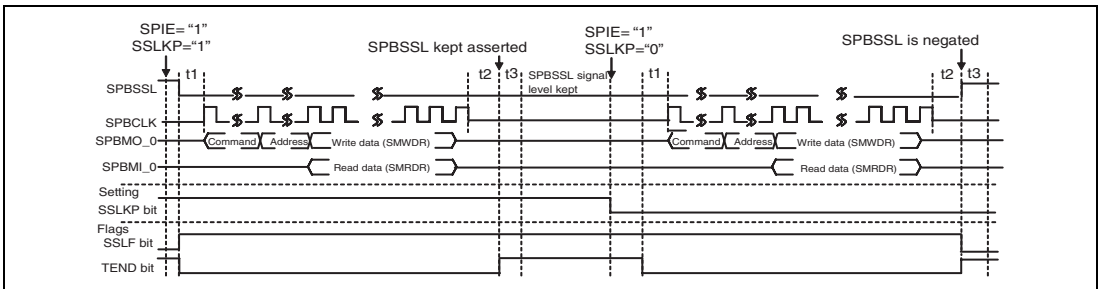 SPIE= “1”
SSLKP=“1”
SPBSSL kept asserted
SPIE= “1”
SSLKP=“0”
SPBSSL is negated
t1
t2
t3
SPBSSL signal
level kept
t1
t2
t3
SPBSSL
SPBCLK
SPBMO_0
Command
Address
Write data (SMWDR)
Command
Address
Write data (SMWDR)
SPBMI_0
Read data (SMRDR)
Read data (SMRDR)
Setting
SSLKP bit
Flags
SSLF bit
TEND bit